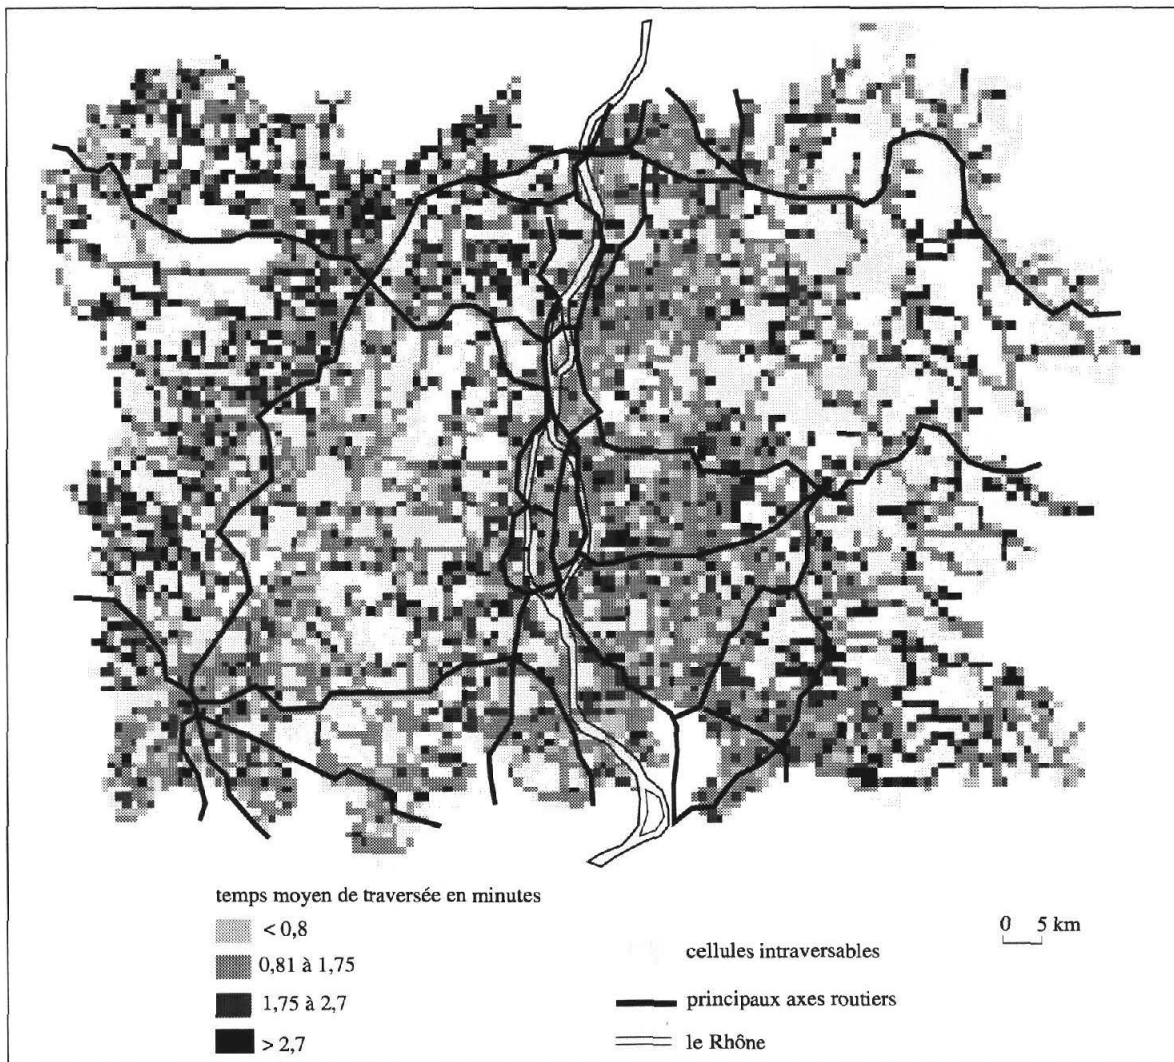 temps moyen de traversée en minutes
< 0,8
0,81 à 1,75
1,75 à 2,7
> 2,7
cellules intraversables
principaux axes routiers
le Rhône
0 5 km